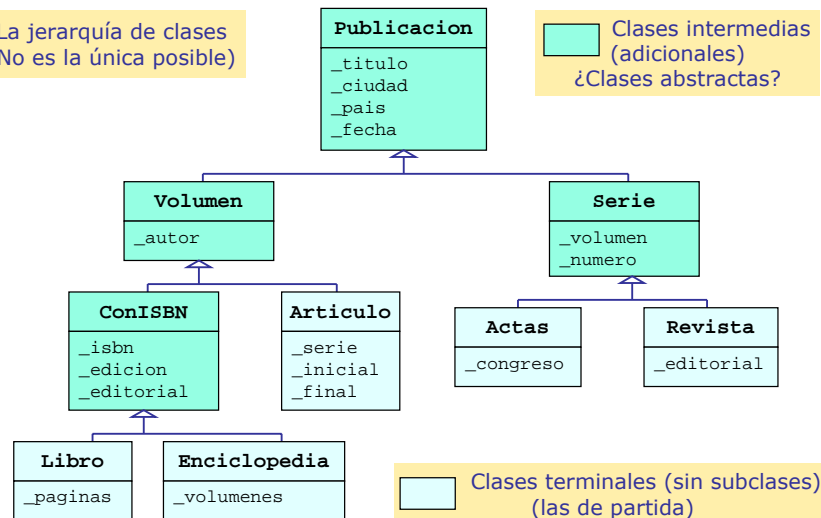 La jerarquía de clases
No es la única posible)
Publicacion
_titulo
_ciudad
_pais
_fecha
Clases intermedias
(adicionales)
¿Clases abstractas?
Volumen
_autor
Serie
_volumen
_numero
ConISBN
_isbn
_edicion
_editorial
Articulo
_serie
_inicial
_final
Actas
_congreso
Revista
_editorial
Libro
_paginas
Enciclopedia
_volumenes
Clases terminales (sin subclases)
(las de partida)